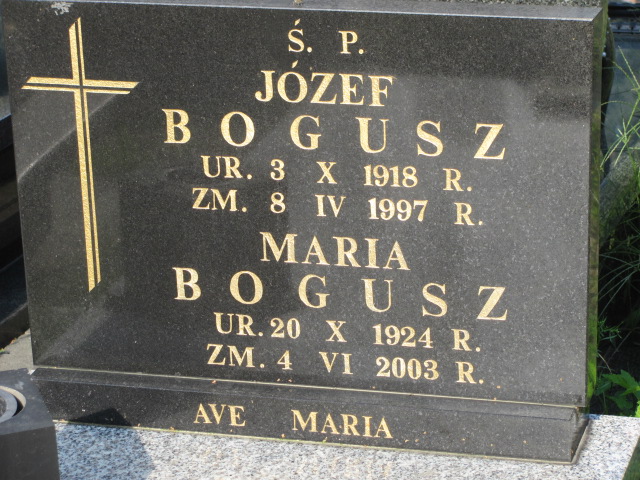 Ś. P.
JÓZEF
BOGUSZ
UR. 3 X 1918 R.
ZM. 8 IV 1997 R.
MARIA
BOGUSZ
UR. 20 X 1924 R.
ZM. 4 VI 2003 R.
AVE MARIA